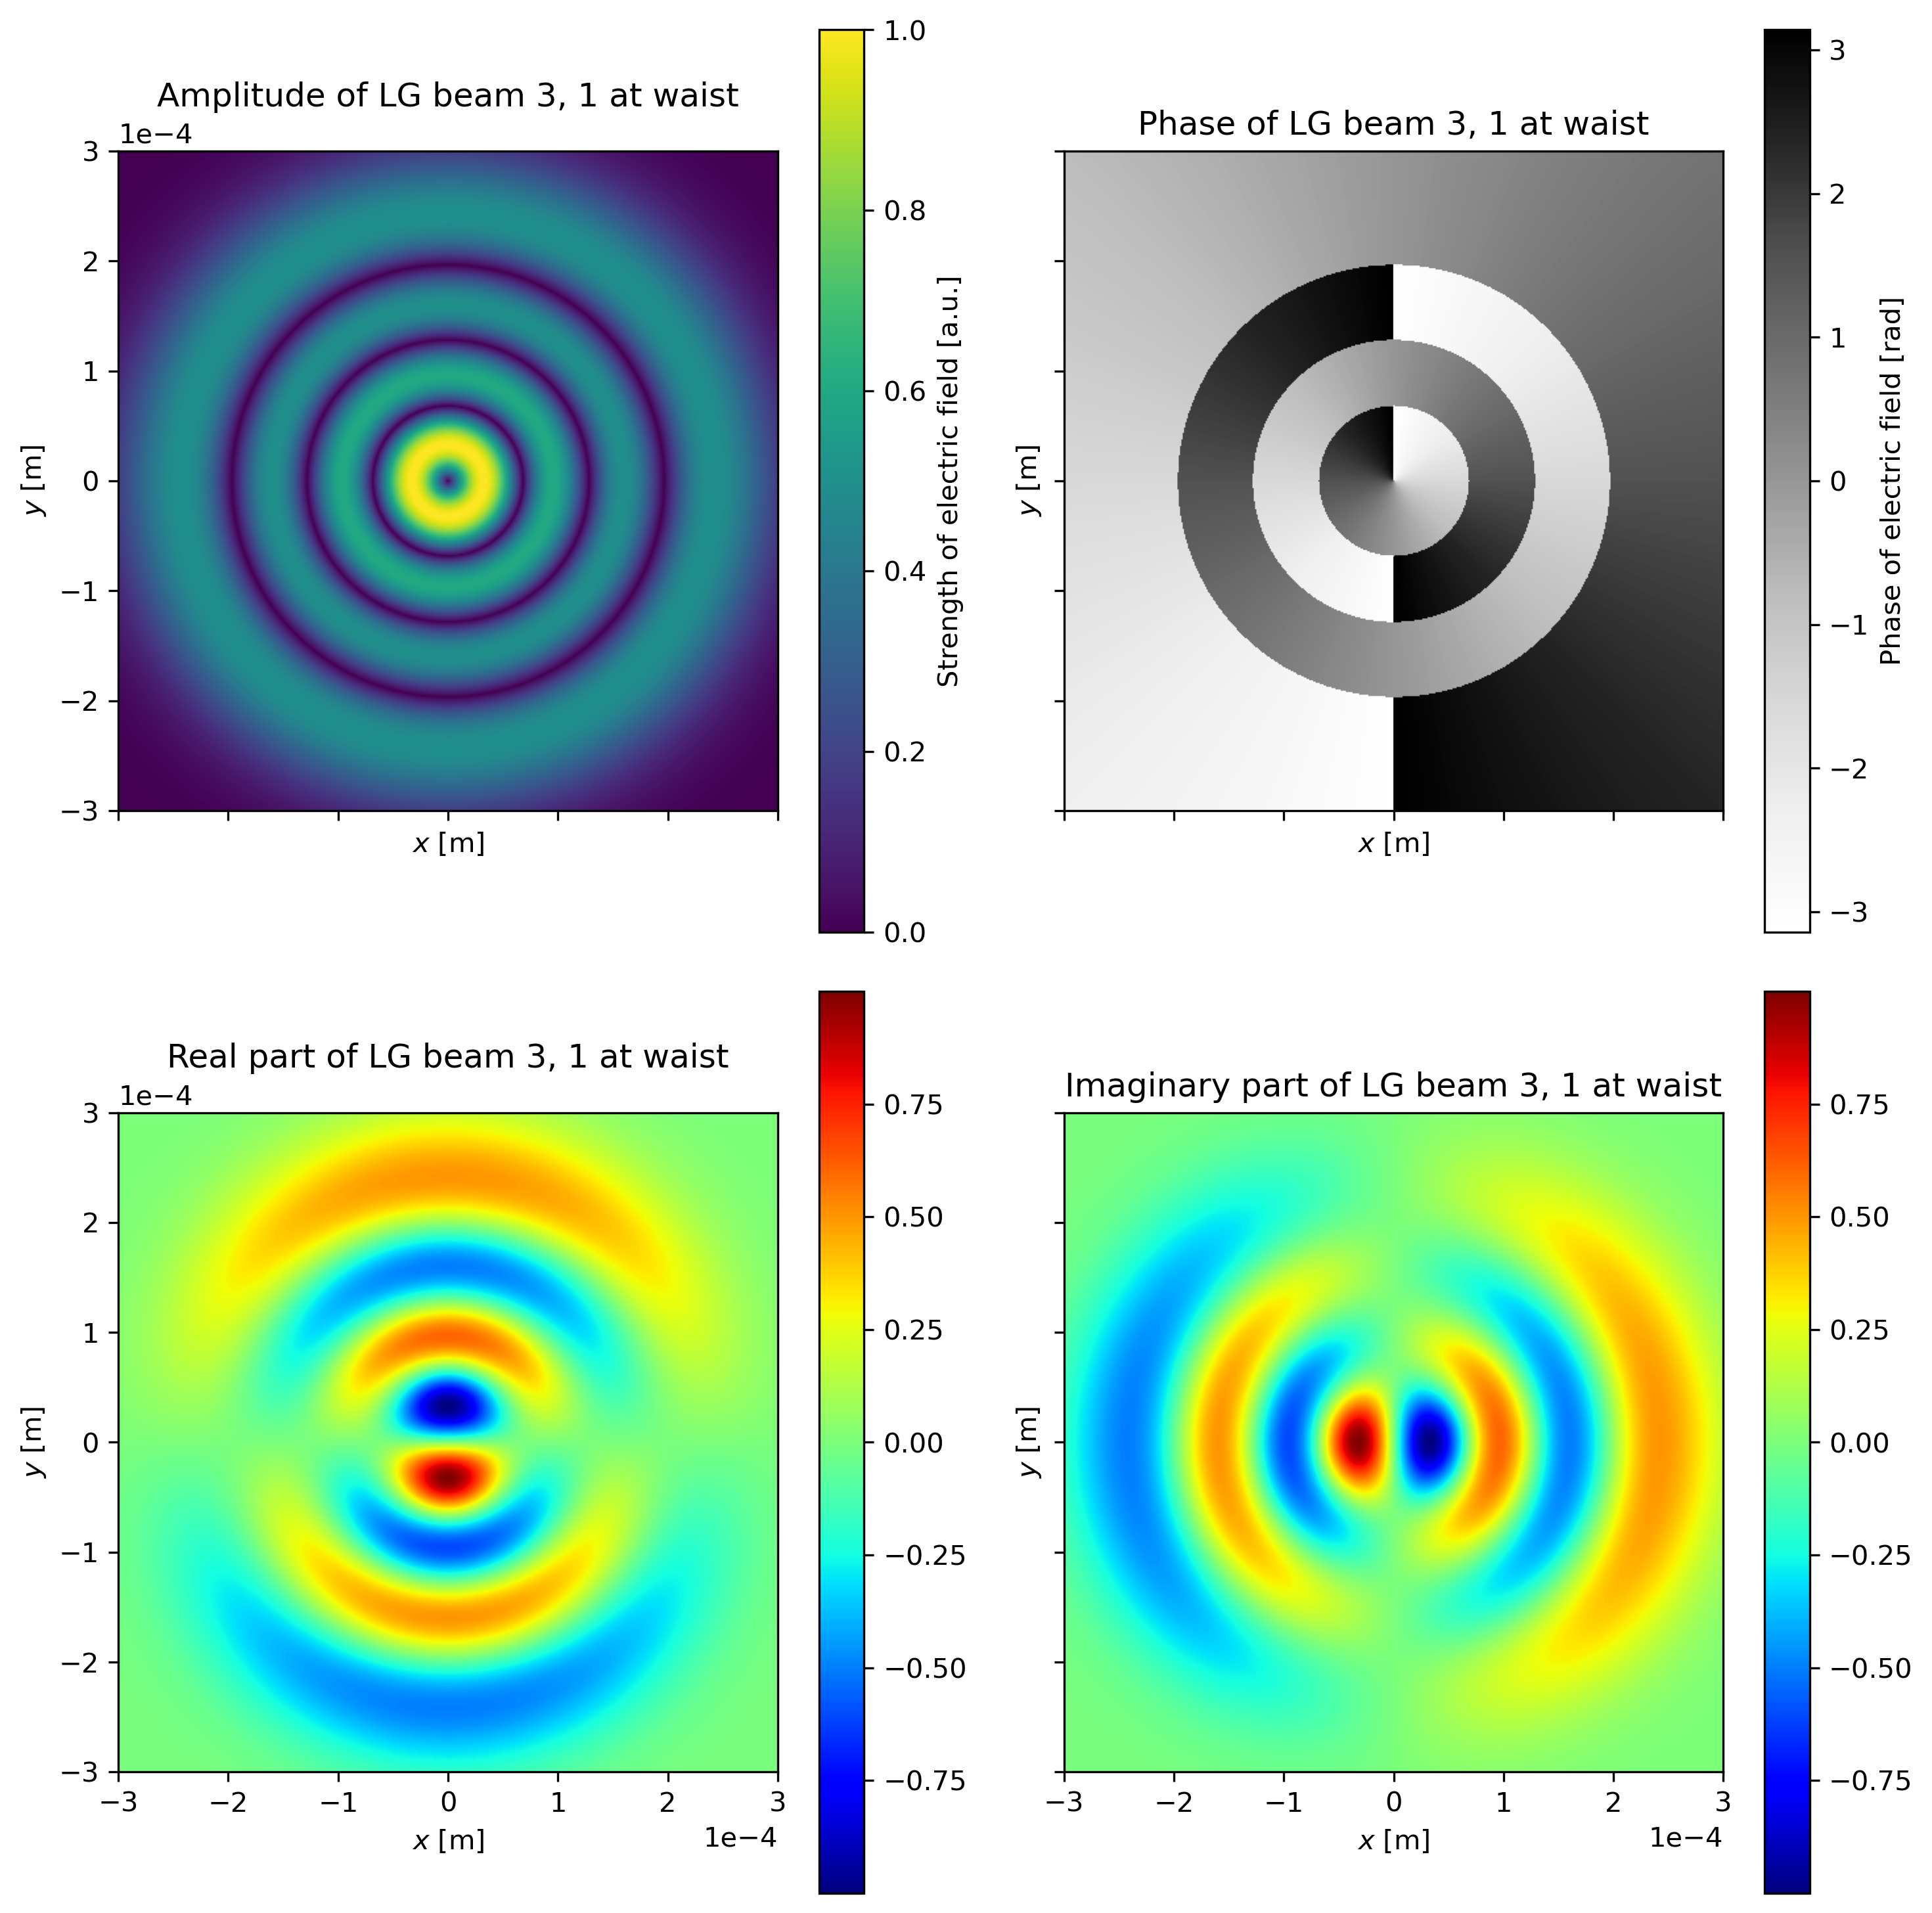 Amplitude of LG beam 3, 1 at waist
1e−4
3
2
1
0
−1
−2
−3
y [m]
x [m]
1.0
0.8
0.6
0.4
0.2
0.0
Strength of electric field [a.u.]
Phase of LG beam 3, 1 at waist
y [m]
x [m]
3
2
1
0
−1
−2
−3
Phase of electric field [rad]
Real part of LG beam 3, 1 at waist
1e−4
3
2
1
0
−1
−2
−3
y [m]
−3 −2 −1 0 1 2 3
x [m]
1e−4
0.75
0.50
0.25
0.00
−0.25
−0.50
−0.75
Imaginary part of LG beam 3, 1 at waist
y [m]
−3 −2 −1 0 1 2 3
x [m]
1e−4
0.75
0.50
0.25
0.00
−0.25
−0.50
−0.75